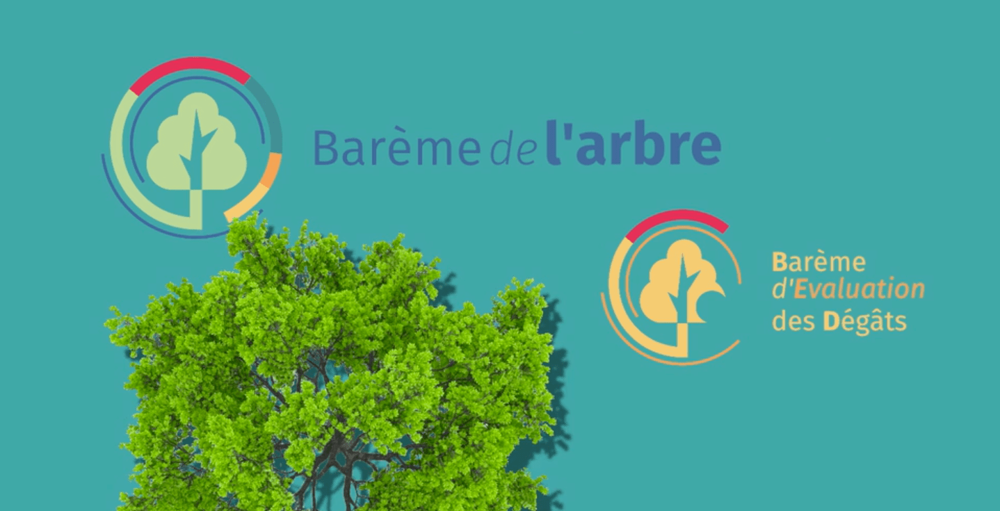 Barème de l'arbre
Barème
d'Evaluation
des Dégâts